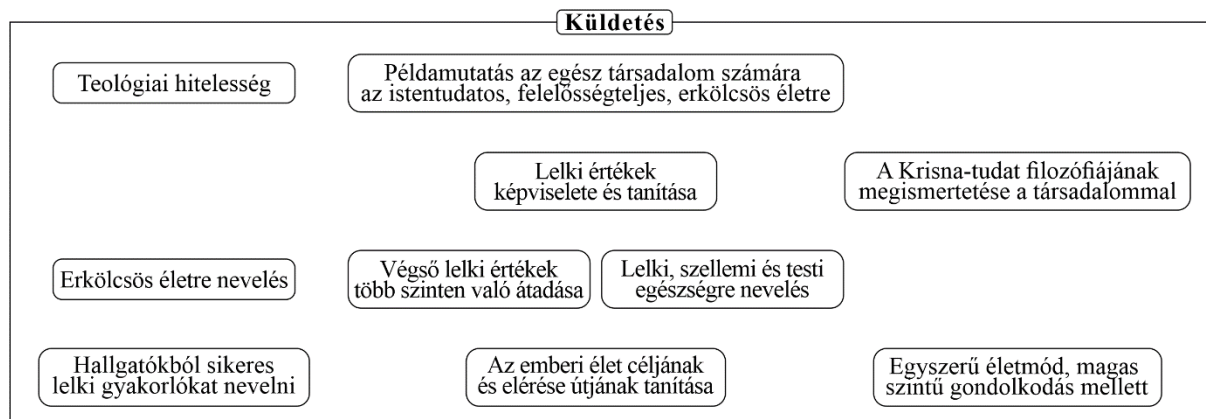 Küldetés
Teológiai hitelesség
Példamutatás az egész társadalom számára
az istentudatos, felelősségteljes, erkölcsös életre
Lelki értékek
képviselete és tanítása
A Krisna-tudat filozófiájának
megismertetése a társadalommal
Erkölcsös életre nevelés
Végső lelki értékek
több szinten való átadása
Lelki, szellemi és testi
egészségre nevelés
Hallgatókból sikeres
lelki gyakorlókat nevelni
Az emberi élet céljának
és elérése útjának tanítása
Egyszerű életmód, magas
szintű gondolkodás mellett